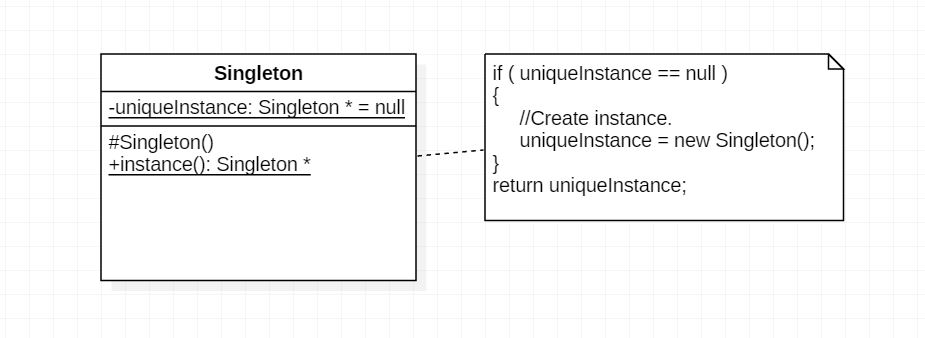 Singleton
-uniqueInstance: Singleton * = null
#Singleton()
+instance(): Singleton *
if ( uniqueInstance == null )
{
//Create instance.
uniqueInstance = new Singleton();
}
return uniqueInstance;